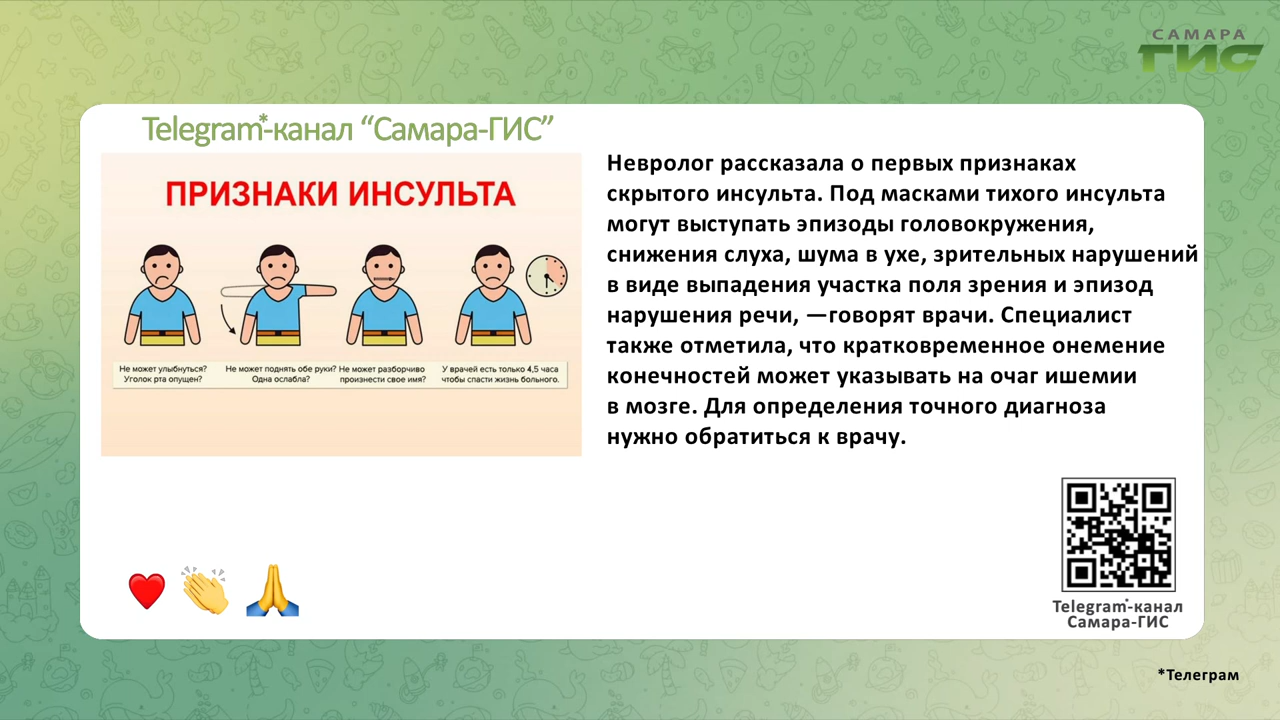 САМАРА
ГИС
Telegram*-канал “Самара-ГИС”
ПРИЗНАКИ ИНСУЛЬТА
Не может улыбнуться?
Уголок рта опущен?
Не может поднять обе руки?
Одна ослабла?
Не может разборчиво
произнести свое имя?
У врачей есть только 4,5 часа
чтобы спасти жизнь больного.
Невролог рассказала о первых признаках
скрытого инсульта. Под масками тихого инсульта
могут выступать эпизоды головокружения,
снижения слуха, шума в ухе, зрительных нарушений
в виде выпадения участка поля зрения и эпизод
нарушения речи, —говорят врачи. Специалист
также отметила, что кратковременное онемение
конечностей может указывать на очаг ишемии
в мозге. Для определения точного диагноза
нужно обратиться к врачу.
Telegram*-канал
Самара-ГИС
*Телеграм